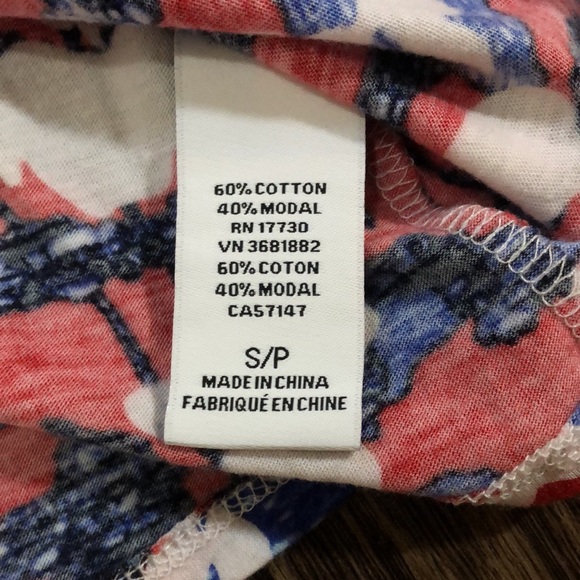 60% COTTON
40% MODAL
RN 17730
VN 3681882
60% COTON
40% MODAL
CA57147
S/P
MADE IN CHINA
FABRIQUÉ EN CHINE